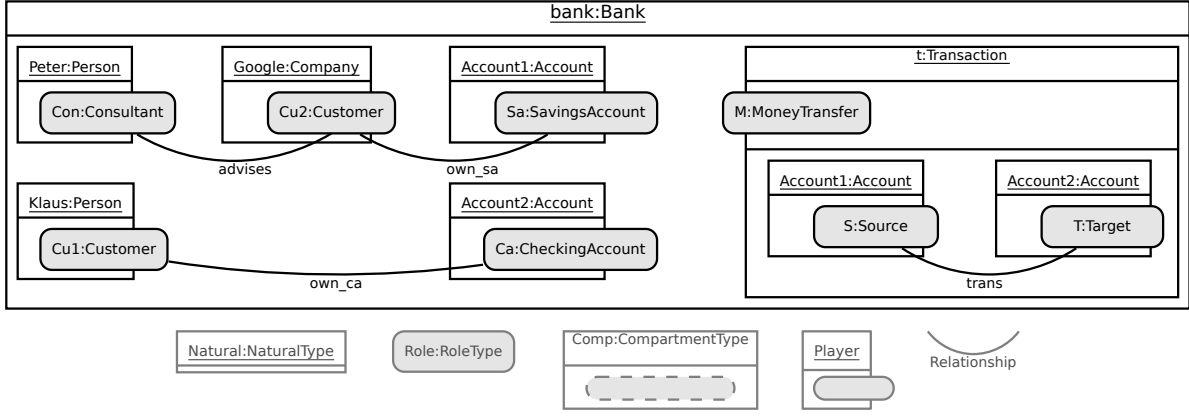 bank:Bank
Peter:Person
Google:Company
Account1:Account
t:Transaction
Con:Consultant
Cu2:Customer
Sa:SavingsAccount
M:MoneyTransfer
advises
own_sa
Klaus:Person
Account2:Account
Account1:Account
Account2:Account
Cu1:Customer
Ca:CheckingAccount
S:Source
T:Target
own_ca
trans
Natural:NaturalType
Role:RoleType
Comp:CompartmentType
Player
Relationship